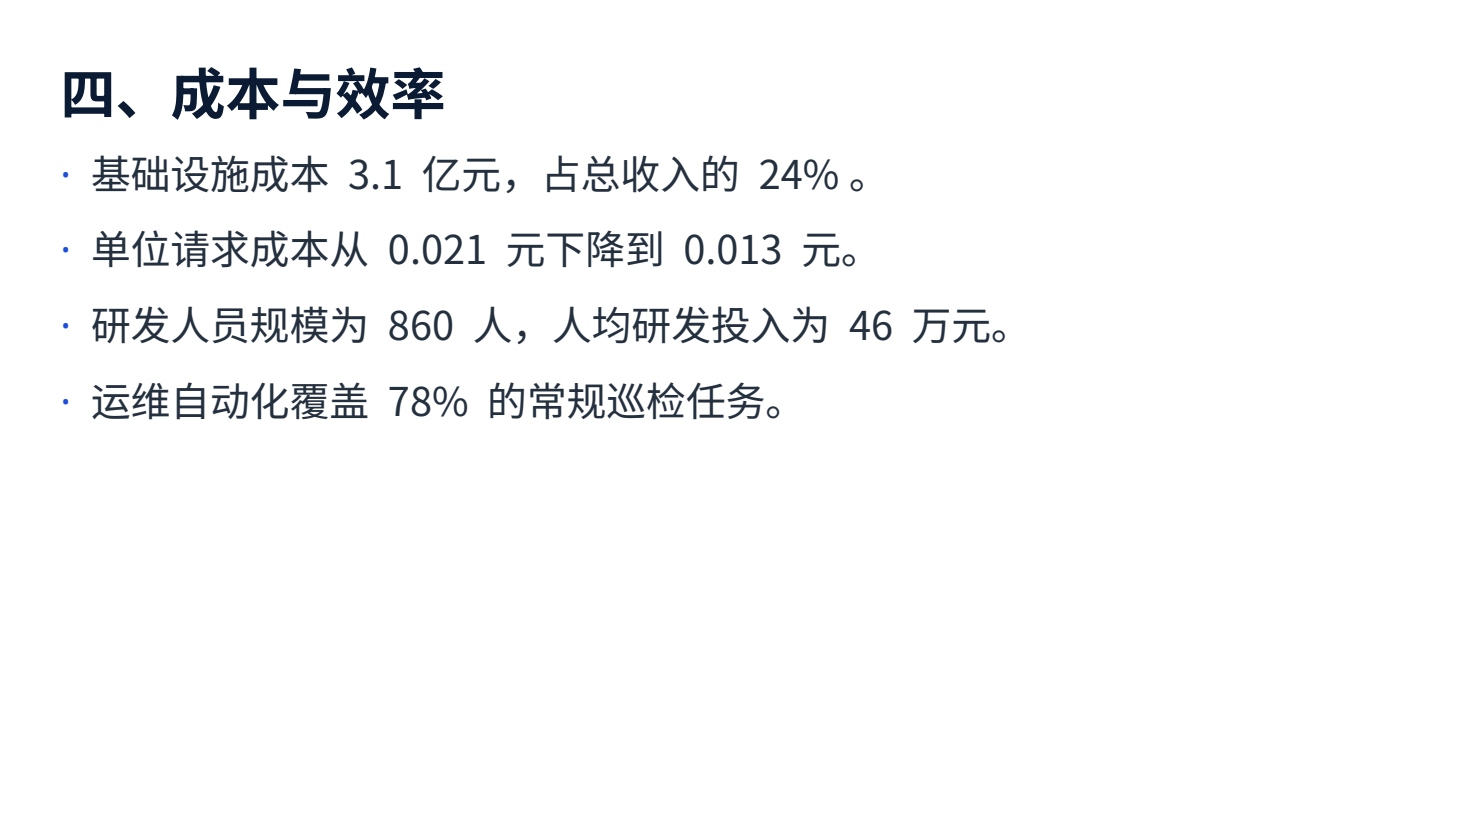 四、成本与效率
· 基础设施成本 3.1 亿元，占总收入的 24%。
· 单位请求成本从 0.021 元下降到 0.013 元。
· 研发人员规模为 860 人，人均研发投入为 46 万元。
· 运维自动化覆盖 78% 的常规巡检任务。